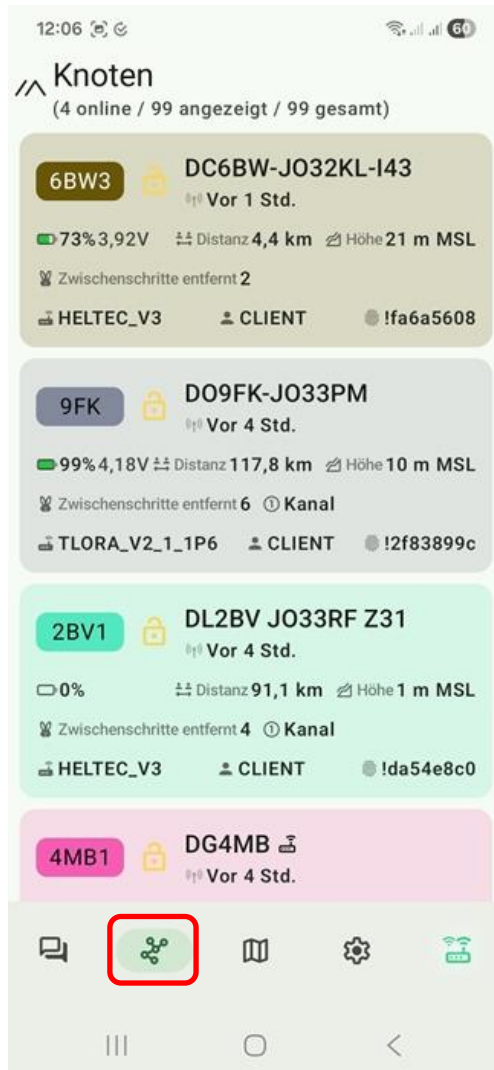 12:06
60
Knoten
(4 online / 99 angezeigt / 99 gesamt)
6BW3
DC6BW-JO32KL-I43
Vor 1 Std.
73% 3,92V Distanz 4,4 km Höhe 21 m MSL
Zwischenschritte entfernt 2
HELTEC_V3 CLIENT !fa6a5608
9FK
DO9FK-JO33PM
Vor 4 Std.
99% 4,18V Distanz 117,8 km Höhe 10 m MSL
Zwischenschritte entfernt 6 1 Kanal
TLORA_V2_1_1P6 CLIENT !2f83899c
2BV1
DL2BV JO33RF Z31
Vor 4 Std.
0% Distanz 91,1 km Höhe 1 m MSL
Zwischenschritte entfernt 4 1 Kanal
HELTEC_V3 CLIENT !da54e8c0
4MB1
DG4MB
Vor 4 Std.